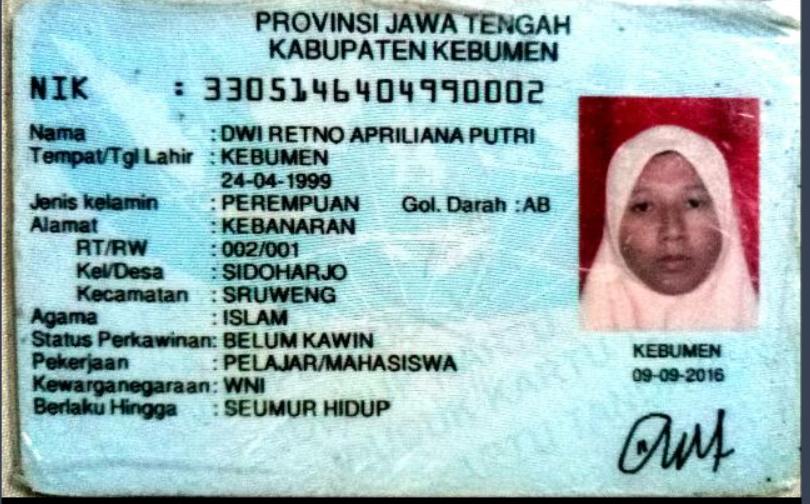 PROVINSI JAWA TENGAH
KABUPATEN KEBUMEN
NIK : 3305146404990002
Nama : DWI RETNO APRILIANA PUTRI
Tempat/Tgl Lahir : KEBUMEN
24-04-1999
Jenis kelamin : PEREMPUAN Gol. Darah : AB
Alamat : KEBANARAN
RT/RW : 002/001
Kel/Desa : SIDOHARJO
Kecamatan : SRUWENG
Agama : ISLAM
Status Perkawinan: BELUM KAWIN
Pekerjaan : PELAJAR/MAHASISWA
Kewarganegaraan: WNI
Berlaku Hingga : SEUMUR HIDUP
KEBUMEN
09-09-2016